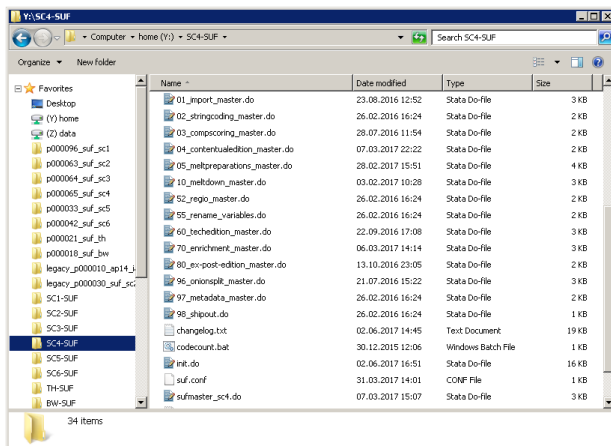 Y:\SC4-SUF
Computer home (Y:) SC4-SUF Search SC4-SUF
Organize New folder
Favorites
Desktop
(Y) home
(Z) data
p000096_suf_sc1
p000063_suf_sc2
p000064_suf_sc3
p000065_suf_sc4
p000033_suf_sc5
p000042_suf_sc6
p000021_suf_th
p000018_suf_bw
legacy_p000010_ap14_i
legacy_p000030_suf_sc2
SC1-SUF
SC2-SUF
SC3-SUF
SC4-SUF
SC5-SUF
SC6-SUF
TH-SUF
BW-SUF
Name Date modified Type Size
01_import_master.do 23.08.2016 12:52 Stata Do-file 3 KB
02_stringcoding_master.do 26.02.2016 16:24 Stata Do-file 2 KB
03_compscoring_master.do 28.07.2016 11:54 Stata Do-file 2 KB
04_contentualedition_master.do 07.03.2017 22:22 Stata Do-file 2 KB
05_meltpreparations_master.do 28.02.2017 15:51 Stata Do-file 4 KB
10_meltdown_master.do 03.02.2017 10:28 Stata Do-file 3 KB
52_regio_master.do 26.02.2016 16:24 Stata Do-file 2 KB
55_rename_variables.do 26.02.2016 16:24 Stata Do-file 2 KB
60_techedition_master.do 22.09.2016 17:08 Stata Do-file 3 KB
70_enrichment_master.do 06.03.2017 14:14 Stata Do-file 3 KB
80_ex-post-edition_master.do 13.10.2016 23:05 Stata Do-file 2 KB
96_onionsplit_master.do 21.07.2016 15:22 Stata Do-file 3 KB
97_metadata_master.do 26.02.2016 16:24 Stata Do-file 2 KB
98_shipout.do 26.02.2016 16:24 Stata Do-file 1 KB
changelog.txt 02.06.2017 14:45 Text Document 19 KB
codecount.bat 30.12.2015 12:06 Windows Batch File 1 KB
init.do 02.06.2017 16:51 Stata Do-file 16 KB
suf.conf 31.03.2017 14:01 CONF File 1 KB
sufmaster_sc4.do 07.03.2017 15:07 Stata Do-file 3 KB
34 items